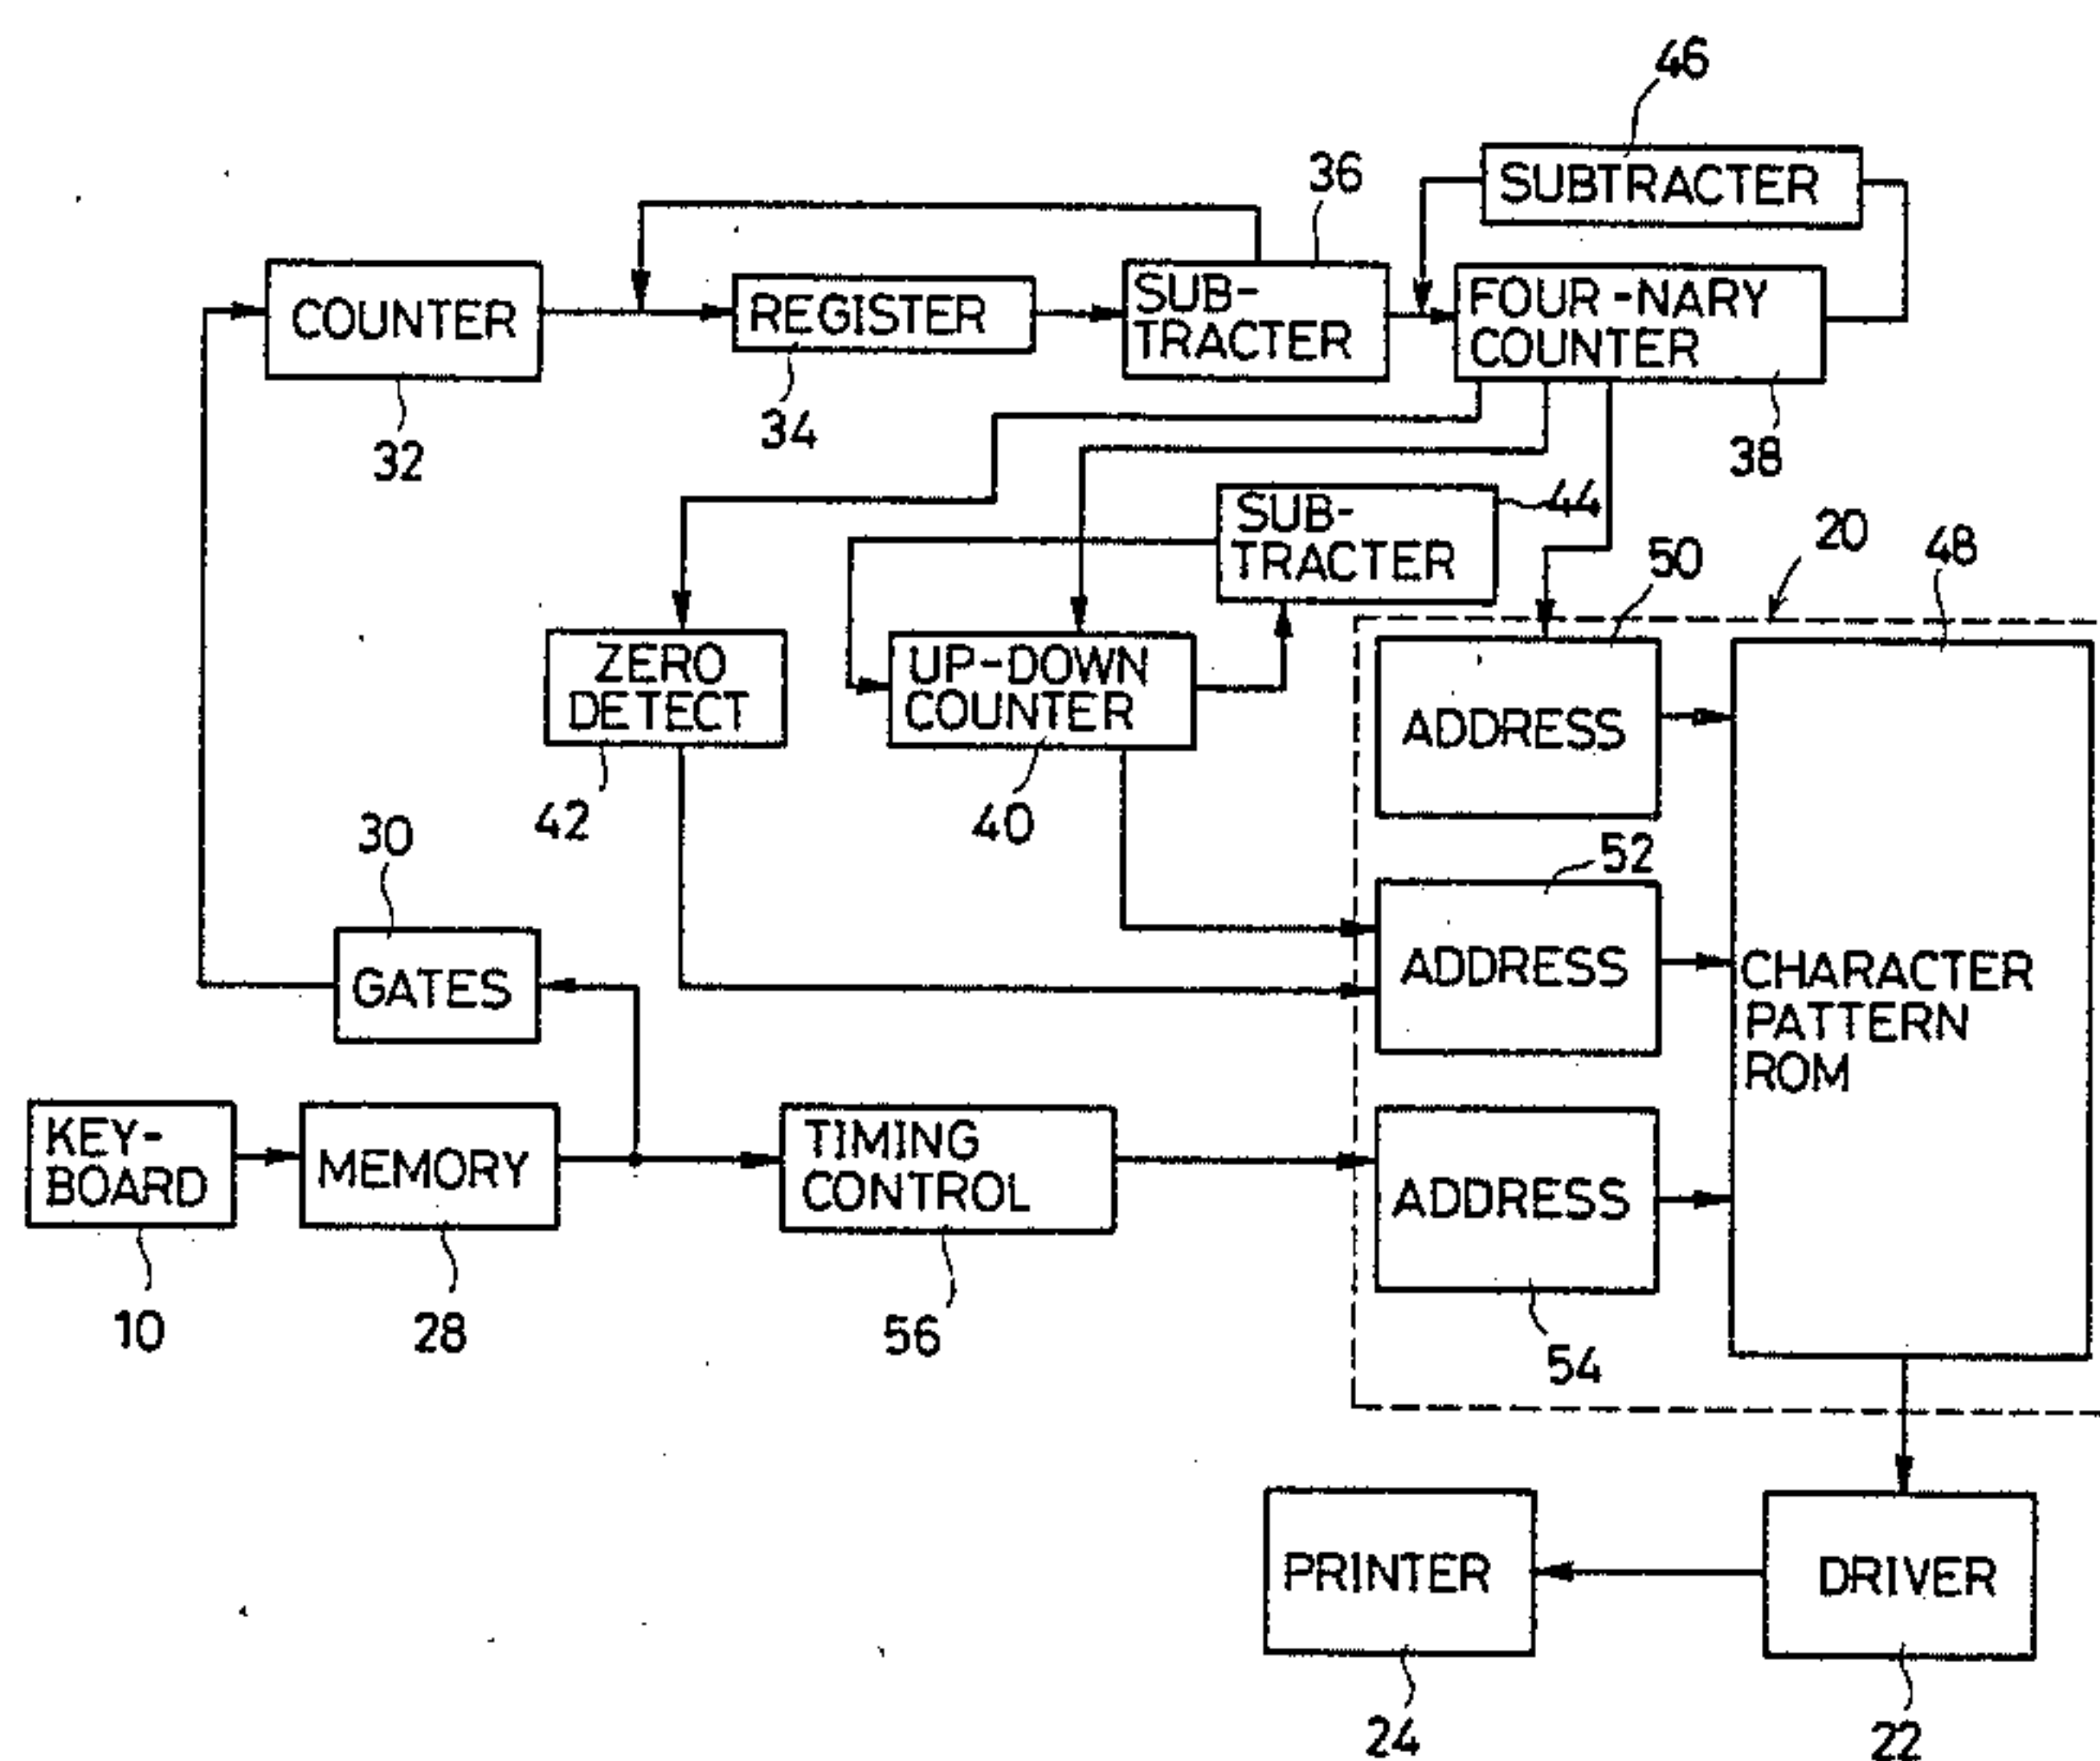 46
SUBTRACTER
36
COUNTER
32
REGISTER
34
SUB-
TRACTER
FOUR-NARY
COUNTER
38
SUB-
TRACTER
44
20
48
50
ZERO
DETECT
42
UP-DOWN
COUNTER
40
ADDRESS
30
GATES
52
ADDRESS
CHARACTER
PATTERN
ROM
KEY-
BOARD
10
MEMORY
28
TIMING
CONTROL
56
ADDRESS
54
PRINTER
24
DRIVER
22